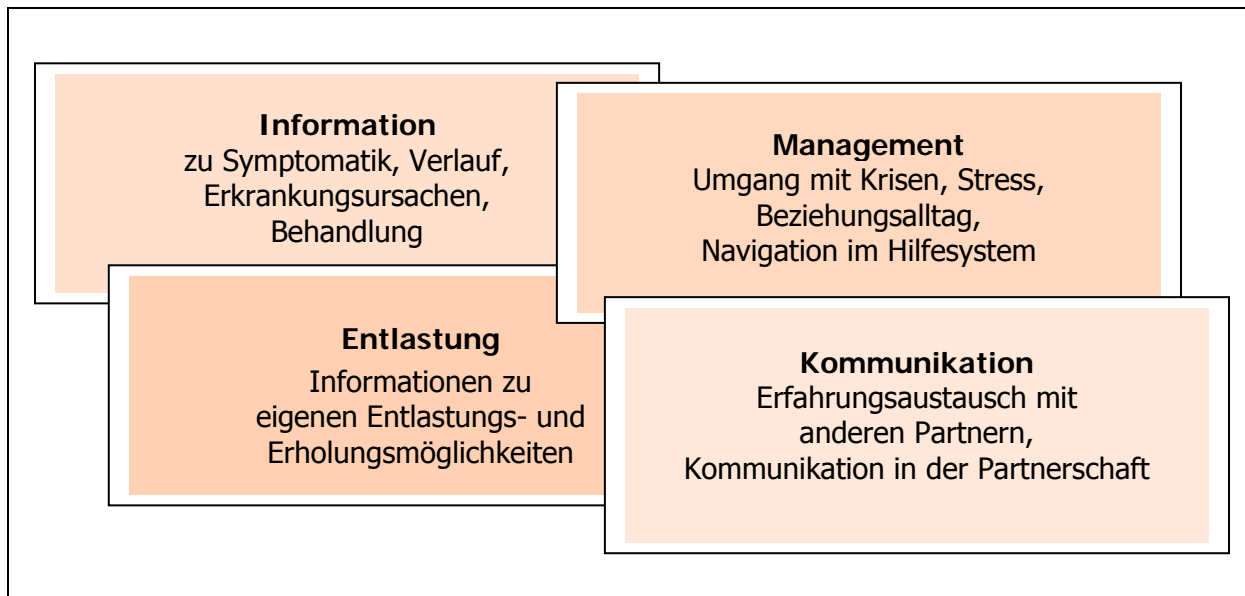 Information
zu Symptomatik, Verlauf,
Erkrankungsursachen,
Behandlung
Management
Umgang mit Krisen, Stress,
Beziehungsalltag,
Navigation im Hilfesystem
Entlastung
Informationen zu
eigenen Entlastungs- und
Erholungsmöglichkeiten
Kommunikation
Erfahrungsaustausch mit
anderen Partnern,
Kommunikation in der Partnerschaft